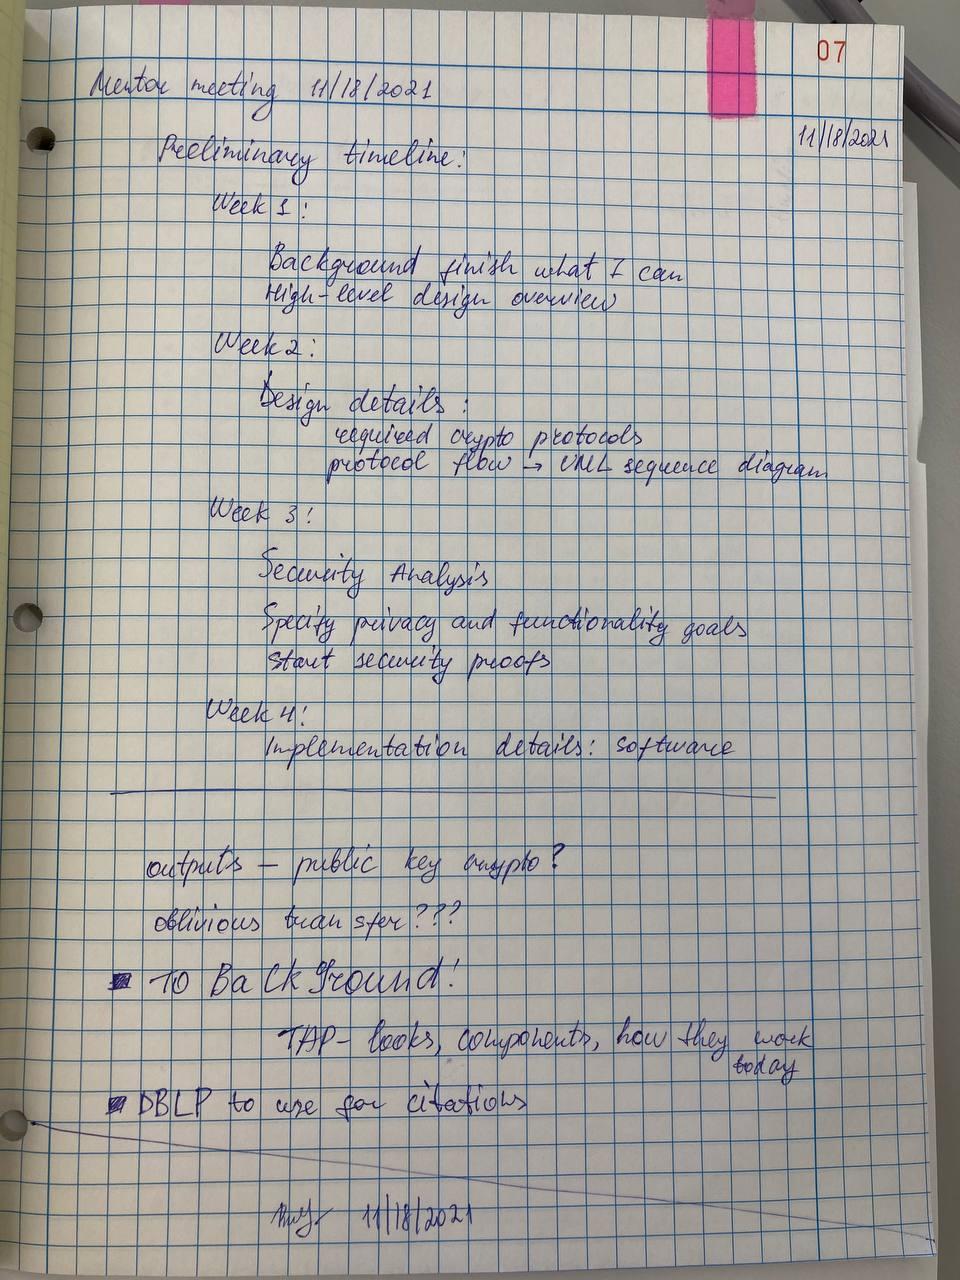 07
Mentor meeting 11/18/2021
11/18/2021
Preliminary timeline:
Week 1:
Background finish what I can
High-level design overview
Week 2:
Design details:
required crypto protocols
protocol flow → UML sequence diagram
Week 3:
Security Analysis
Specify privacy and functionality goals
start security proofs
Week 4:
Implementation details: software
outputs — public key crypto?
oblivious transfer???
TO BaCkground!
TAP - looks, components, how they work
today
DBLP to use for citations
11/18/2021